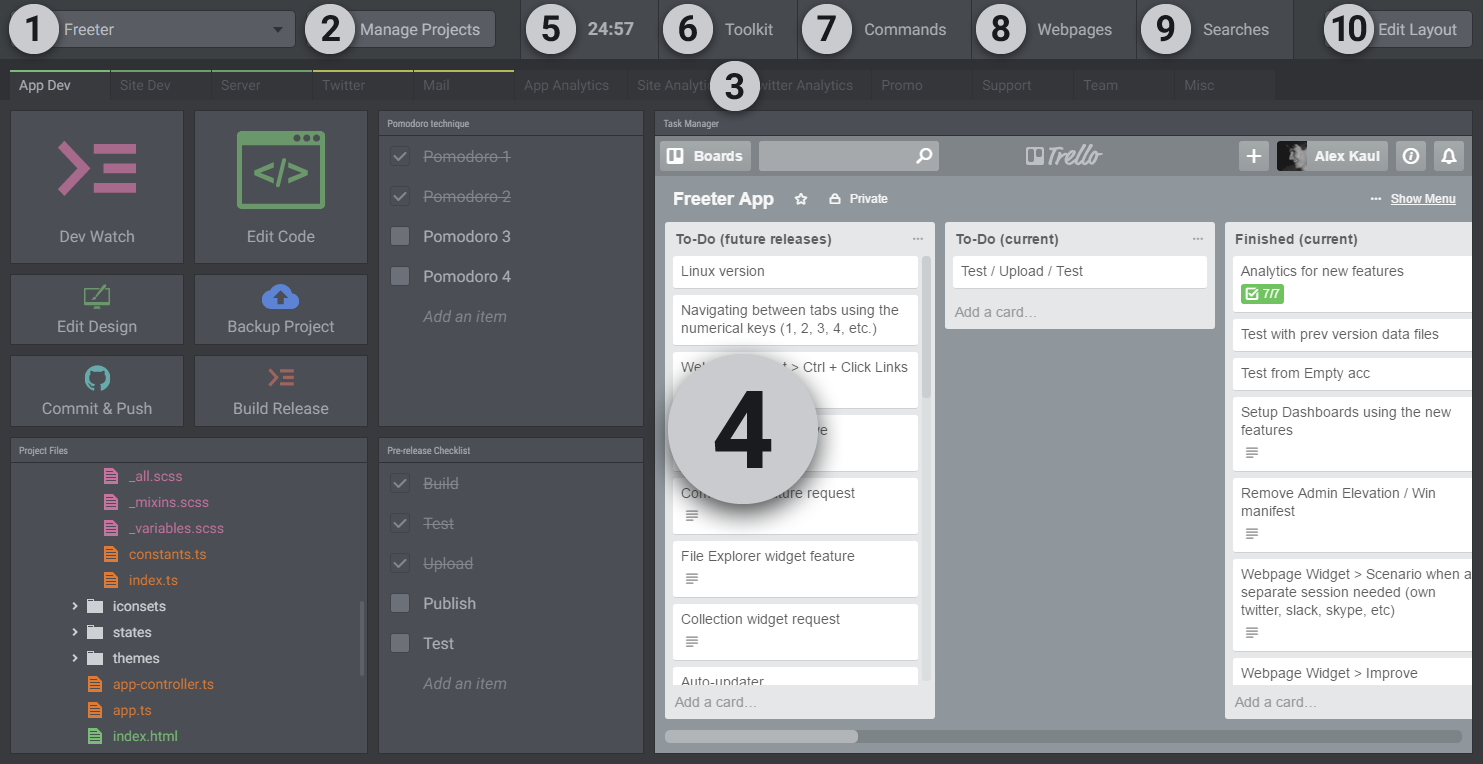 1 Freeter
2 Manage Projects
5 24:57
6 Toolkit
7 Commands
8 Webpages
9 Searches
10 Edit Layout
App Dev
Site Dev
Server
Twitter
Mail
App Analytics
Site Analyti
3
witter Analytics
Promo
Support
Team
Misc
Dev Watch
Edit Code
Edit Design
Backup Project
Commit & Push
Build Release
Pomodoro technique
Pomodoro 1
Pomodoro 2
Pomodoro 3
Pomodoro 4
Add an item
Project Files
_all.scss
_mixins.scss
_variables.scss
constants.ts
index.ts
iconsets
states
themes
app-controller.ts
app.ts
index.html
Pre-release Checklist
Build
Test
Upload
Publish
Test
Add an item
Task Manager
Boards
Trello
Alex Kaul
Freeter App
Private
Show Menu
To-Do (future releases)
Linux version
Navigating between tabs using the
numerical keys (1, 2, 3, 4, etc.)
> Ctrl + Click Links
4
request
File Explorer widget feature
Collection widget request
Auto-updater
Add a card…
To-Do (current)
Test / Upload / Test
Add a card…
Finished (current)
Analytics for new features
7/7
Test with prev version data files
Test from Empty acc
Setup Dashboards using the new
features
Remove Admin Elevation / Win
manifest
Webpage Widget > Scenario when a
separate session needed (own
twitter, slack, skype, etc)
Webpage Widget > Improve
Add a card…